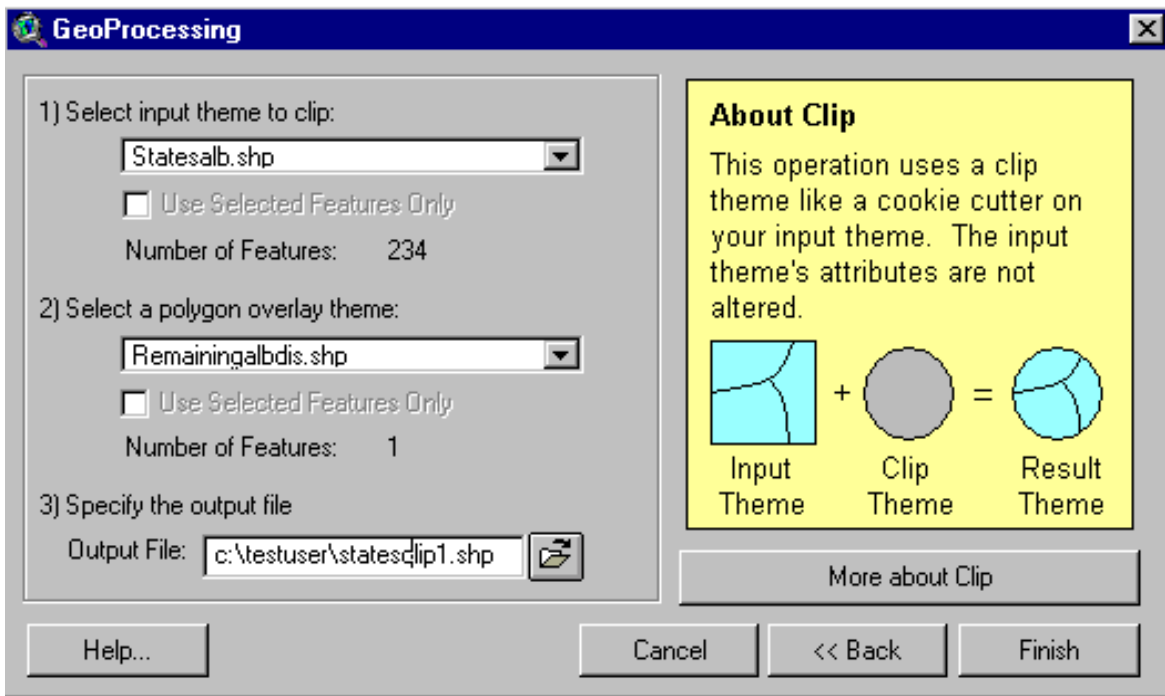 GeoProcessing
1) Select input theme to clip:
Statesalb.shp
Use Selected Features Only
Number of Features: 234
2) Select a polygon overlay theme:
Remainingalbdis.shp
Use Selected Features Only
Number of Features: 1
3) Specify the output file
Output File: c:\testuser\statesclip1.shp
About Clip
This operation uses a clip
theme like a cookie cutter on
your input theme. The input
theme's attributes are not
altered.
+ =
Input Clip Result
Theme Theme Theme
More about Clip
Help... Cancel << Back Finish